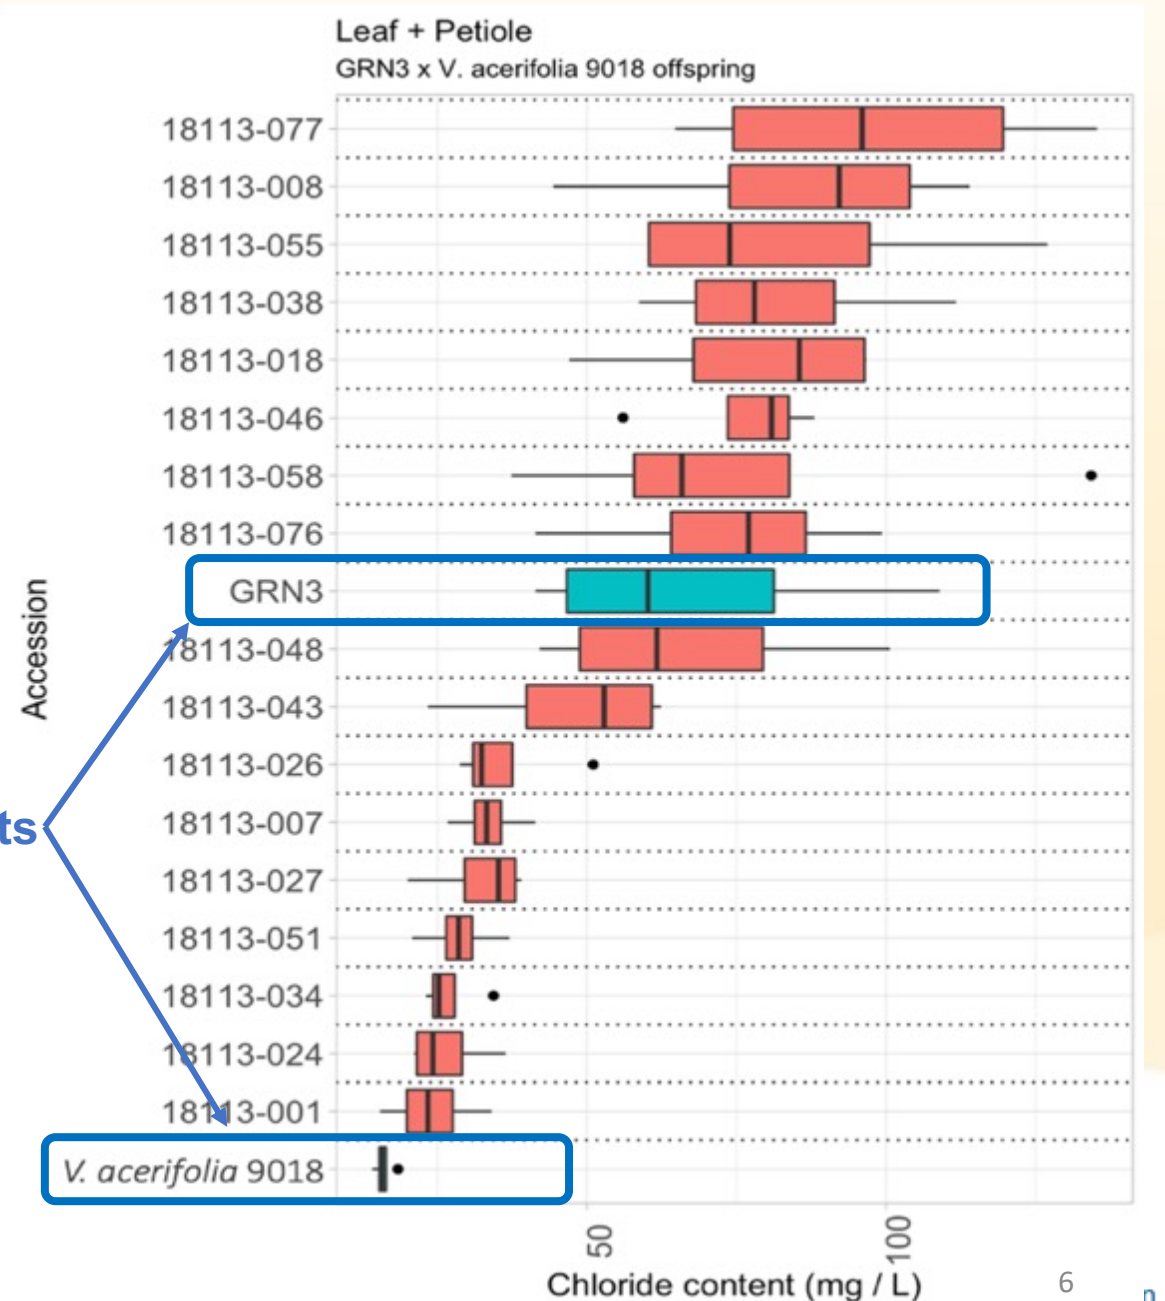 Leaf + Petiole
GRN3 x V. acerifolia 9018 offspring
18113-077
18113-008
18113-055
18113-038
18113-018
18113-046
18113-058
18113-076
GRN3
18113-048
18113-043
18113-026
18113-007
18113-027
18113-051
18113-034
18113-024
18113-001
V. acerifolia 9018
Accession
ts
50
100
Chloride content (mg / L)
6
n